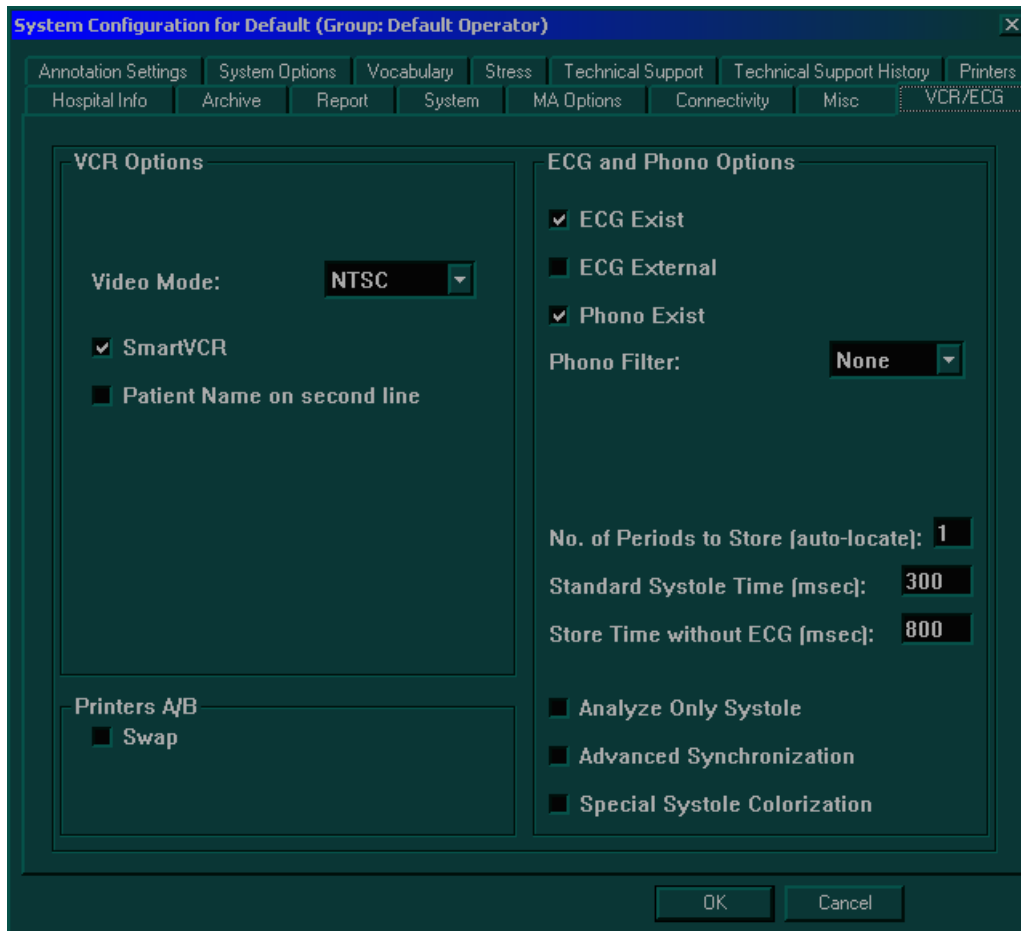 System Configuration for Default (Group: Default Operator)
Annotation Settings System Options Vocabulary Stress Technical Support Technical Support History Printers
Hospital Info Archive Report System MA Options Connectivity Misc VCR/ECG
VCR Options
Video Mode: NTSC
SmartVCR
Patient Name on second line
Printers A/B
Swap
ECG and Phono Options
ECG Exist
ECG External
Phono Exist
Phono Filter: None
No. of Periods to Store (auto-locate): 1
Standard Systole Time (msec): 300
Store Time without ECG (msec): 800
Analyze Only Systole
Advanced Synchronization
Special Systole Colorization
OK Cancel